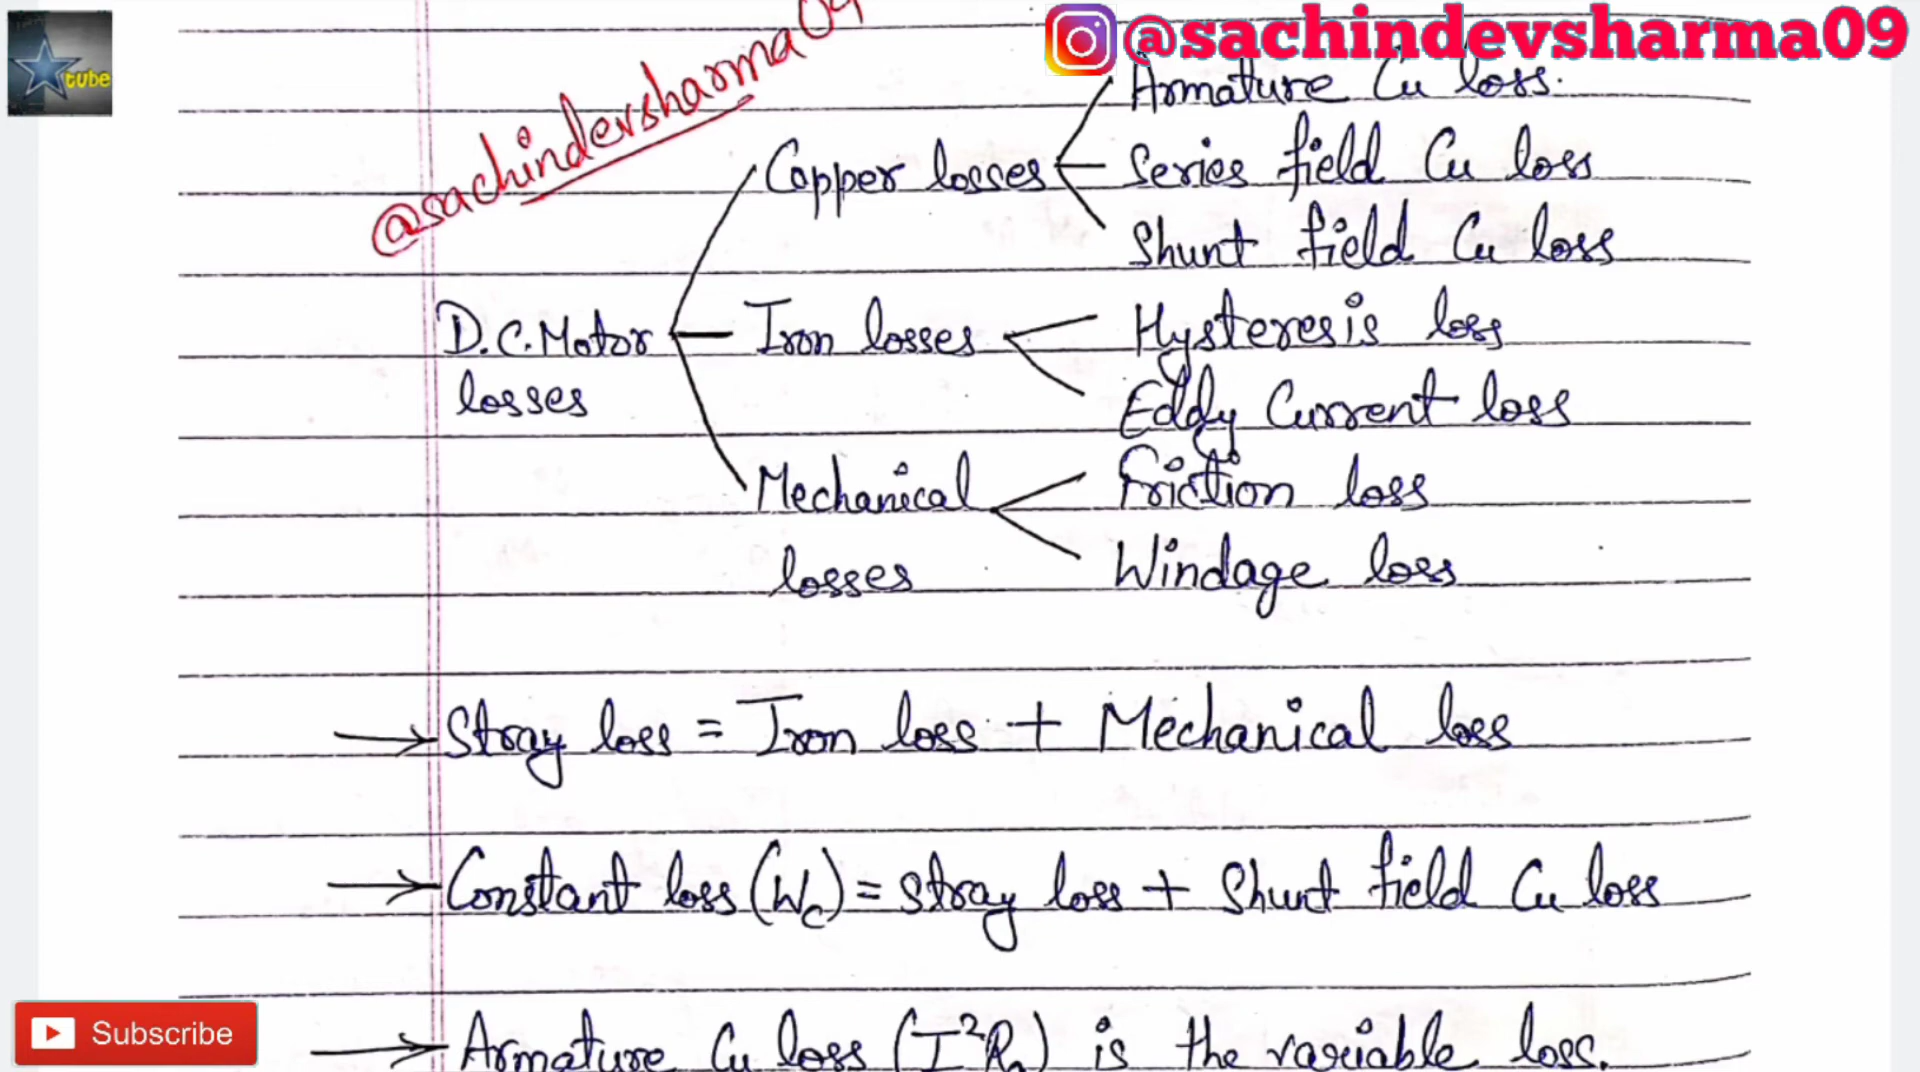 tube
@sachindevsharma09
@sachindevsharma09
Armature Cu loss.
Copper losses
Series field Cu loss
Shunt field Cu loss
D.C. Motor
losses
Iron losses
Hysteresis loss
Eddy Current loss
Mechanical
losses
Friction loss
Windage loss
→ Stray loss = Iron loss + Mechanical loss
→ Constant loss (Wc) = Stray loss + Shunt field Cu loss
→ Armature Cu loss (I²Ra) is the variable loss.
Subscribe